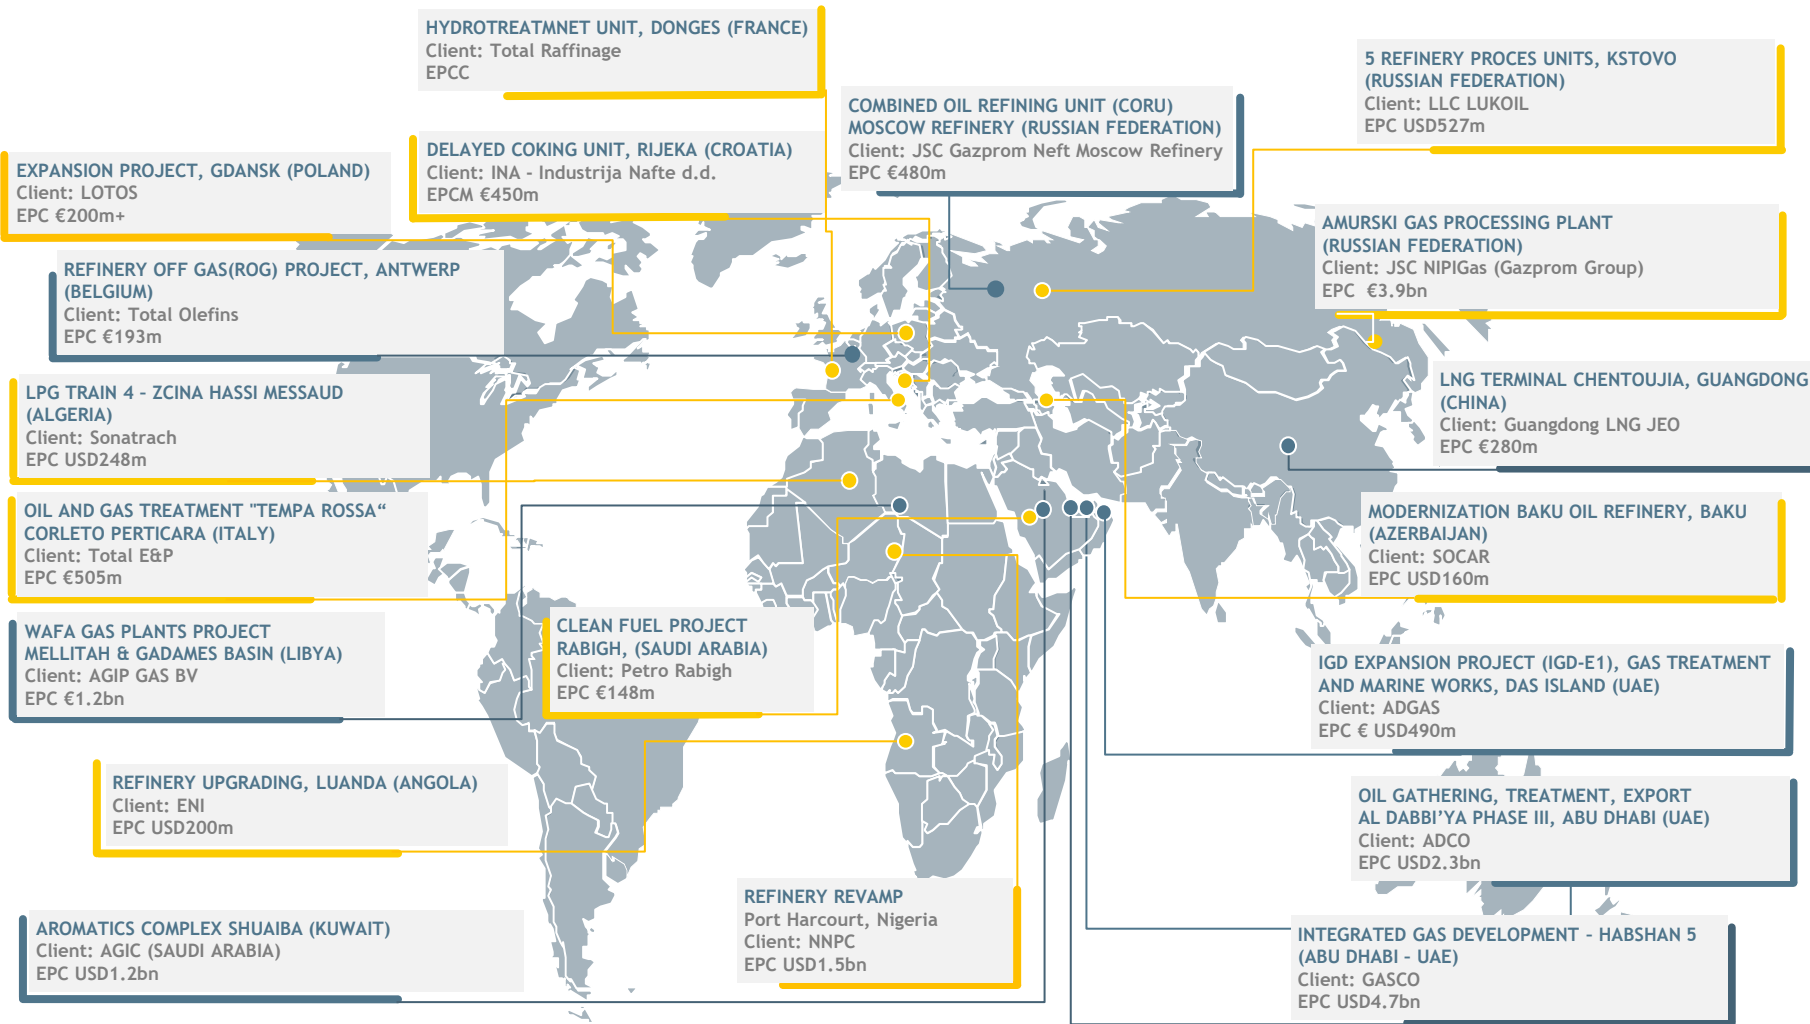 HYDROTREATMNET UNIT, DONGES (FRANCE)
Client: Total Raffinage
EPCC
5 REFINERY PROCES UNITS, KSTOVO
(RUSSIAN FEDERATION)
Client: LLC LUKOIL
EPC USD527m
COMBINED OIL REFINING UNIT (CORU)
MOSCOW REFINERY (RUSSIAN FEDERATION)
Client: JSC Gazprom Neft Moscow Refinery
EPC €480m
DELAYED COKING UNIT, RIJEKA (CROATIA)
Client: INA - Industrija Nafte d.d.
EPCM €450m
EXPANSION PROJECT, GDANSK (POLAND)
Client: LOTOS
EPC €200m+
AMURSKI GAS PROCESSING PLANT
(RUSSIAN FEDERATION)
Client: JSC NIPIGas (Gazprom Group)
EPC  €3.9bn
REFINERY OFF GAS(ROG) PROJECT, ANTWERP
(BELGIUM)
Client: Total Olefins
EPC €193m
LNG TERMINAL CHENTOUJIA, GUANGDONG
(CHINA)
Client: Guangdong LNG JEO
EPC €280m
LPG TRAIN 4 - ZCINA HASSI MESSAUD
(ALGERIA)
Client: Sonatrach
EPC USD248m
OIL AND GAS TREATMENT "TEMPA ROSSA“
CORLETO PERTICARA (ITALY)
Client: Total E&P
EPC €505m
MODERNIZATION BAKU OIL REFINERY, BAKU
(AZERBAIJAN)
Client: SOCAR
EPC USD160m
WAFA GAS PLANTS PROJECT
MELLITAH & GADAMES BASIN (LIBYA)
Client: AGIP GAS BV
EPC €1.2bn
CLEAN FUEL PROJECT
RABIGH, (SAUDI ARABIA)
Client: Petro Rabigh
EPC €148m
IGD EXPANSION PROJECT (IGD-E1), GAS TREATMENT
AND MARINE WORKS, DAS ISLAND (UAE)
Client: ADGAS
EPC € USD490m
REFINERY UPGRADING, LUANDA (ANGOLA)
Client: ENI
EPC USD200m
OIL GATHERING, TREATMENT, EXPORT
AL DABBI’YA PHASE III, ABU DHABI (UAE)
Client: ADCO
EPC USD2.3bn
REFINERY REVAMP
Port Harcourt, Nigeria
Client: NNPC
EPC USD1.5bn
AROMATICS COMPLEX SHUAIBA (KUWAIT)
Client: AGIC (SAUDI ARABIA)
EPC USD1.2bn
INTEGRATED GAS DEVELOPMENT - HABSHAN 5
(ABU DHABI - UAE)
Client: GASCO
EPC USD4.7bn